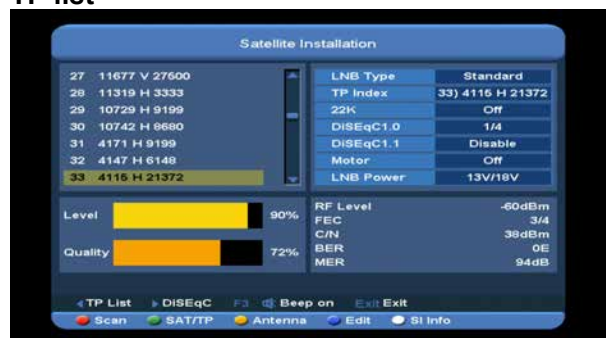 Satellite Installation
27 11677 V 27500
28 11319 H 3333
29 10729 H 9199
30 10742 H 8680
31 4171 H 9199
32 4147 H 6148
33 4115 H 21372
LNB Type Standard
TP Index 33) 4115 H 21372
22K Off
DiSEqC1.0 1/4
DiSEqC1.1 Disable
Motor Off
LNB Power 13V/18V
Level 90%
Quality 72%
RF Level -60dBm
FEC 3/4
C/N 38dBm
BER 0E
MER 94dB
TP List DiSEqC F3 Beep on Exit Exit
Scan SAT/TP Antenna Edit SI Info